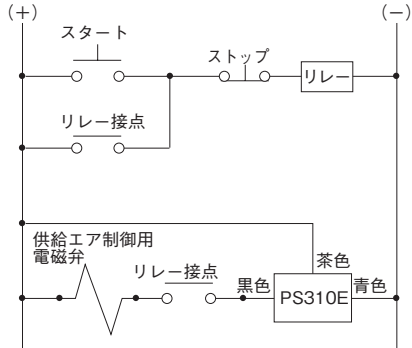 (+)
(−)
スタート
ストップ
リレー
リレー接点
供給エア制御用
電磁弁
リレー接点
黒色
茶色
PS310E
青色